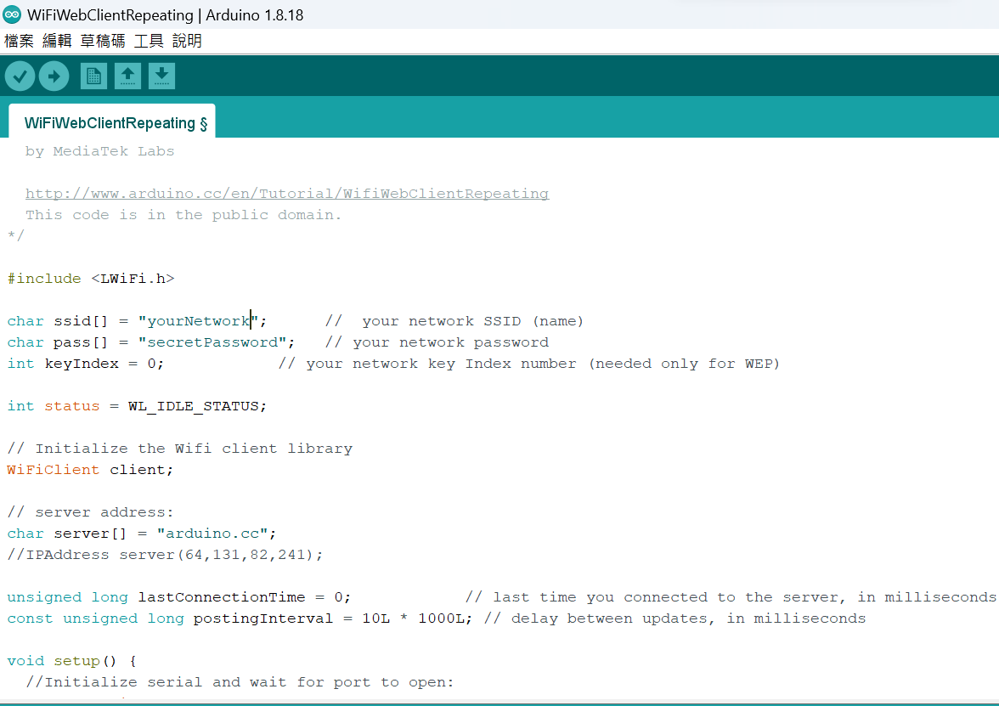 WiFiWebClientRepeating | Arduino 1.8.18
檔案 編輯 草稿碼 工具 說明
WiFiWebClientRepeating §
by MediaTek Labs
http://www.arduino.cc/en/Tutorial/WifiWebClientRepeating
This code is in the public domain.
*/
#include <LWiFi.h>
char ssid[] = "yourNetwork"; //  your network SSID (name)
char pass[] = "secretPassword"; // your network password
int keyIndex = 0; // your network key Index number (needed only for WEP)
int status = WL_IDLE_STATUS;
// Initialize the Wifi client library
WiFiClient client;
// server address:
char server[] = "arduino.cc";
//IPAddress server(64,131,82,241);
unsigned long lastConnectionTime = 0; // last time you connected to the server, in milliseconds
const unsigned long postingInterval = 10L * 1000L; // delay between updates, in milliseconds
void setup() {
//Initialize serial and wait for port to open: